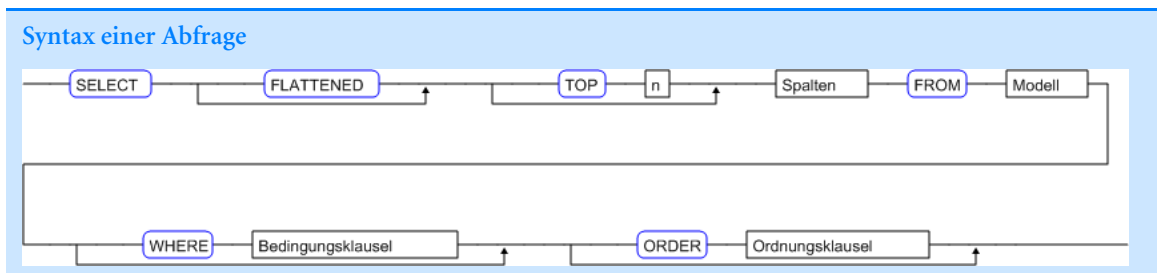 Syntax einer Abfrage
SELECT FLATTENED TOP n Spalten FROM Modell
WHERE Bedingungsklausel ORDER Ordnungsklausel